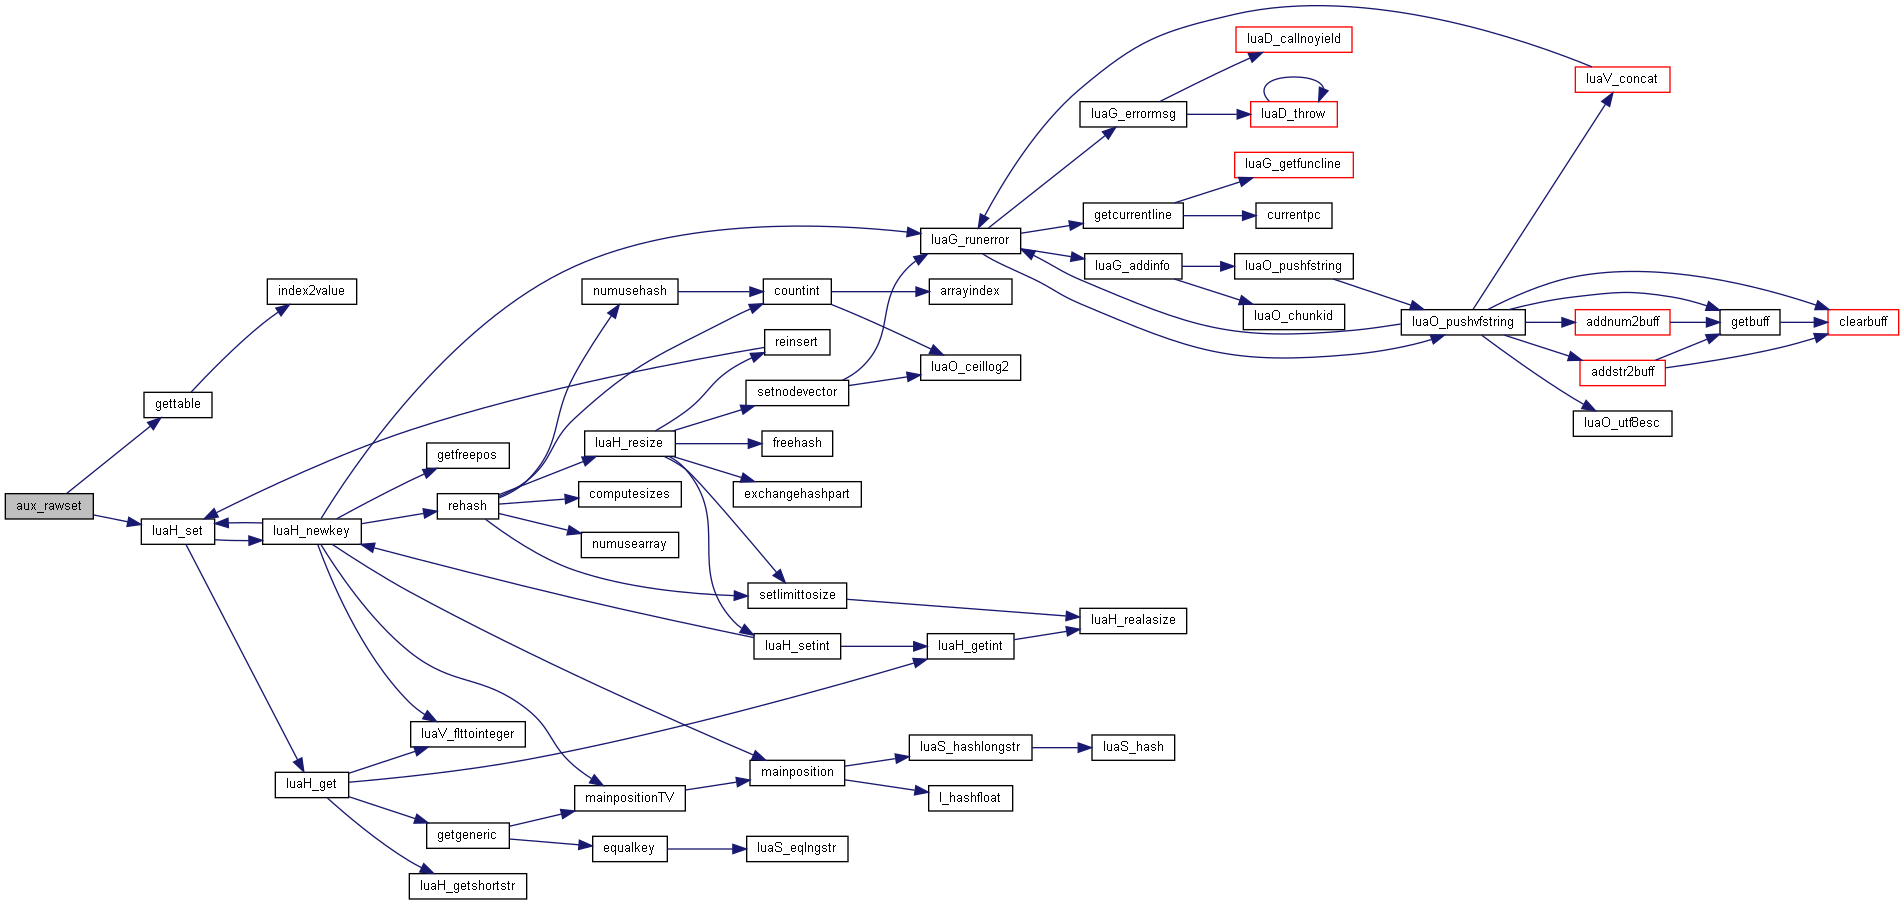 luaD_callnoyield
luaV_concat
luaG_errormsg
luaD_throw
luaG_getfuncline
getcurrentline
currentpc
luaG_runerror
luaG_addinfo
luaO_pushfstring
index2value
numusehash
countint
arrayindex
luaO_chunkid
luaO_pushvfstring
addnum2buff
getbuff
clearbuff
reinsert
luaO_ceillog2
addstr2buff
setnodevector
gettable
luaO_utf8esc
luaH_resize
freehash
getfreepos
computesizes
exchangehashpart
aux_rawset
rehash
luaH_set
luaH_newkey
numusearray
setlimittosize
luaH_realasize
luaH_setint
luaH_getint
luaV_flttointeger
luaS_hashlongstr
luaS_hash
mainposition
luaH_get
mainpositionTV
l_hashfloat
getgeneric
equalkey
luaS_eqlngstr
luaH_getshortstr